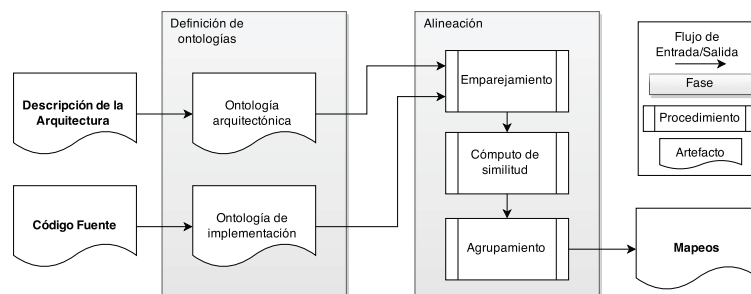 Definición de
ontologías
Alineación
Descripción de la
Arquitectura
Ontología
arquitectónica
Código Fuente
Ontología de
implementación
Emparejamiento
Cómputo de
similitud
Agrupamiento
Mapeos
Flujo de
Entrada/Salida
Fase
Procedimiento
Artefacto